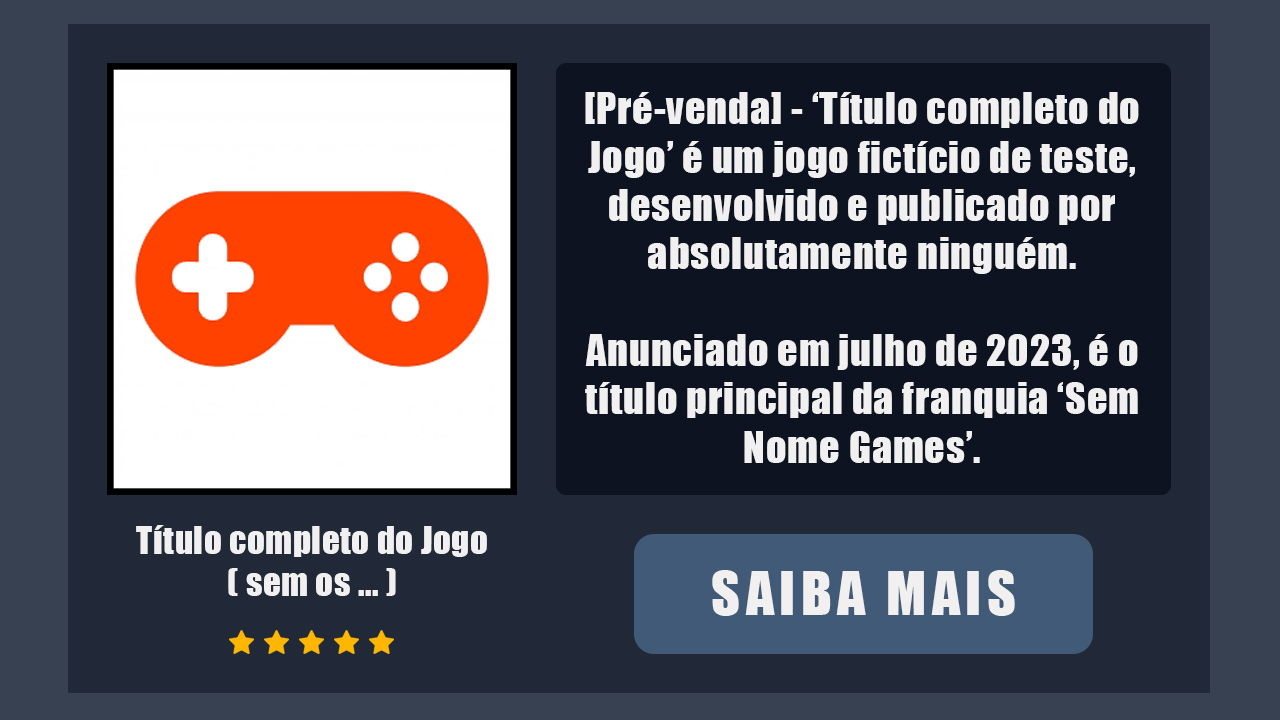 [Pré-venda] - ‘Título completo do
Jogo’ é um jogo fictício de teste,
desenvolvido e publicado por
absolutamente ninguém.
Anunciado em julho de 2023, é o
título principal da franquia ‘Sem
Nome Games’.
Título completo do Jogo
( sem os ... )
SAIBA MAIS